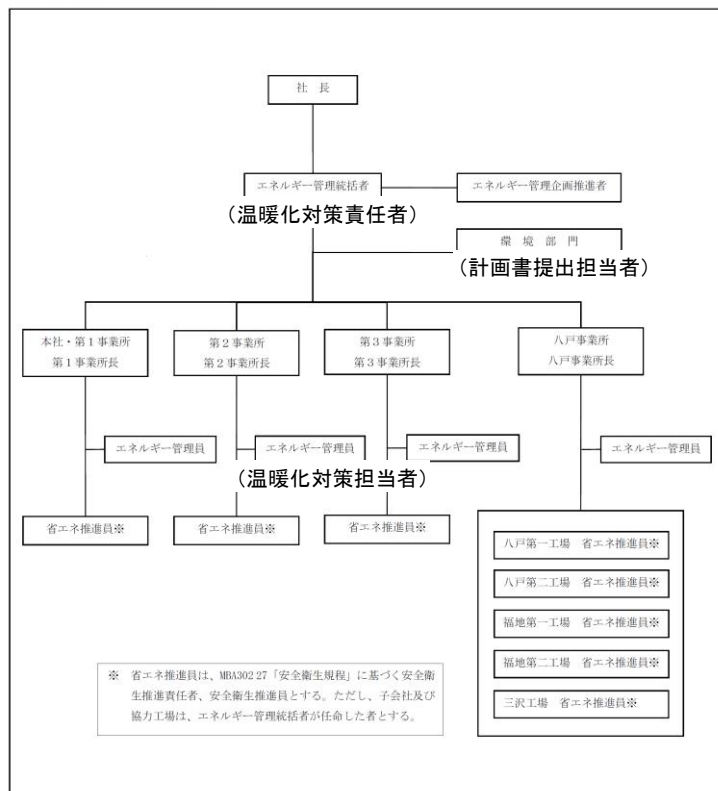 社　長
エネルギー管理統括者
エネルギー管理企画推進者
（温暖化対策責任者）
環　境　部　門
（計画書提出担当者）
本社・第１事業所
第１事業所長
第２事業所
第２事業所長
第３事業所
第３事業所長
八戸事業所
八戸事業所長
エネルギー管理員
エネルギー管理員
エネルギー管理員
エネルギー管理員
（温暖化対策担当者）
省エネ推進員※
省エネ推進員※
省エネ推進員※
八戸第一工場　省エネ推進員※
八戸第二工場　省エネ推進員※
福地第一工場　省エネ推進員※
福地第二工場　省エネ推進員※
三沢工場　省エネ推進員※
※　省エネ推進員は、MBA30227「安全衛生規程」に基づく安全衛
生推進責任者、安全衛生推進員とする。ただし、子会社及び
協力工場は、エネルギー管理統括者が任命した者とする。